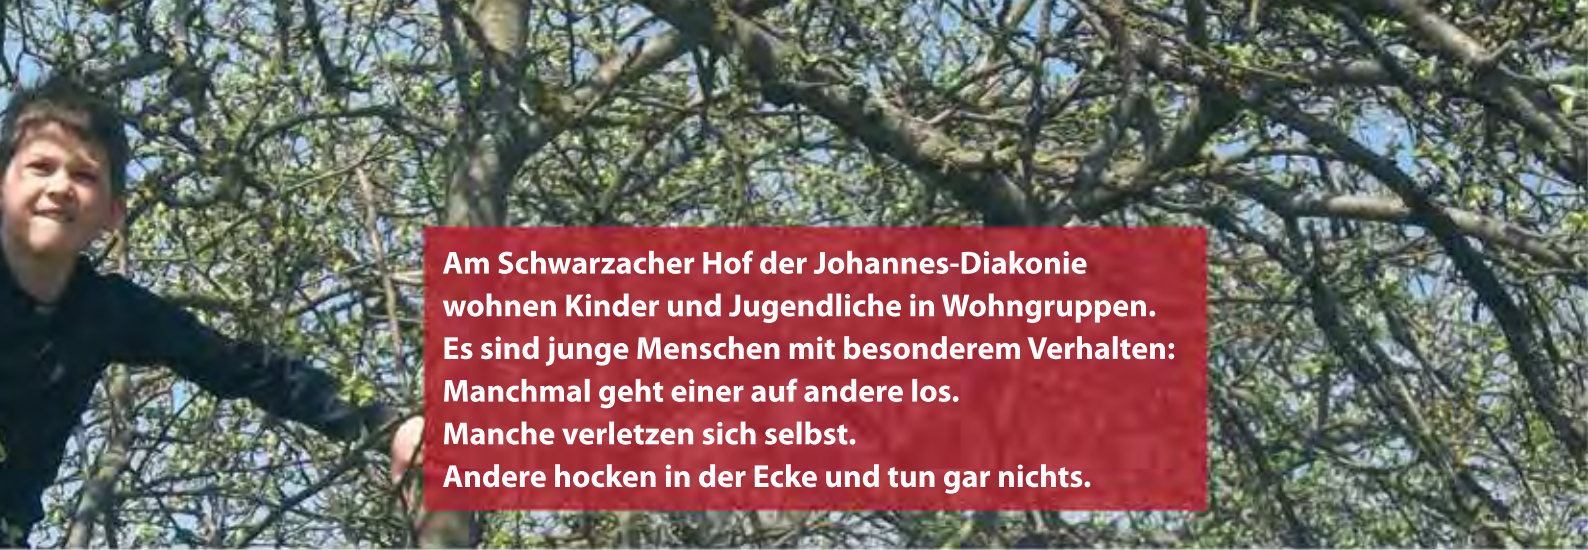 Am Schwarzacher Hof der Johannes-Diakonie
wohnen Kinder und Jugendliche in Wohngruppen.
Es sind junge Menschen mit besonderem Verhalten:
Manchmal geht einer auf andere los.
Manche verletzen sich selbst.
Andere hocken in der Ecke und tun gar nichts.